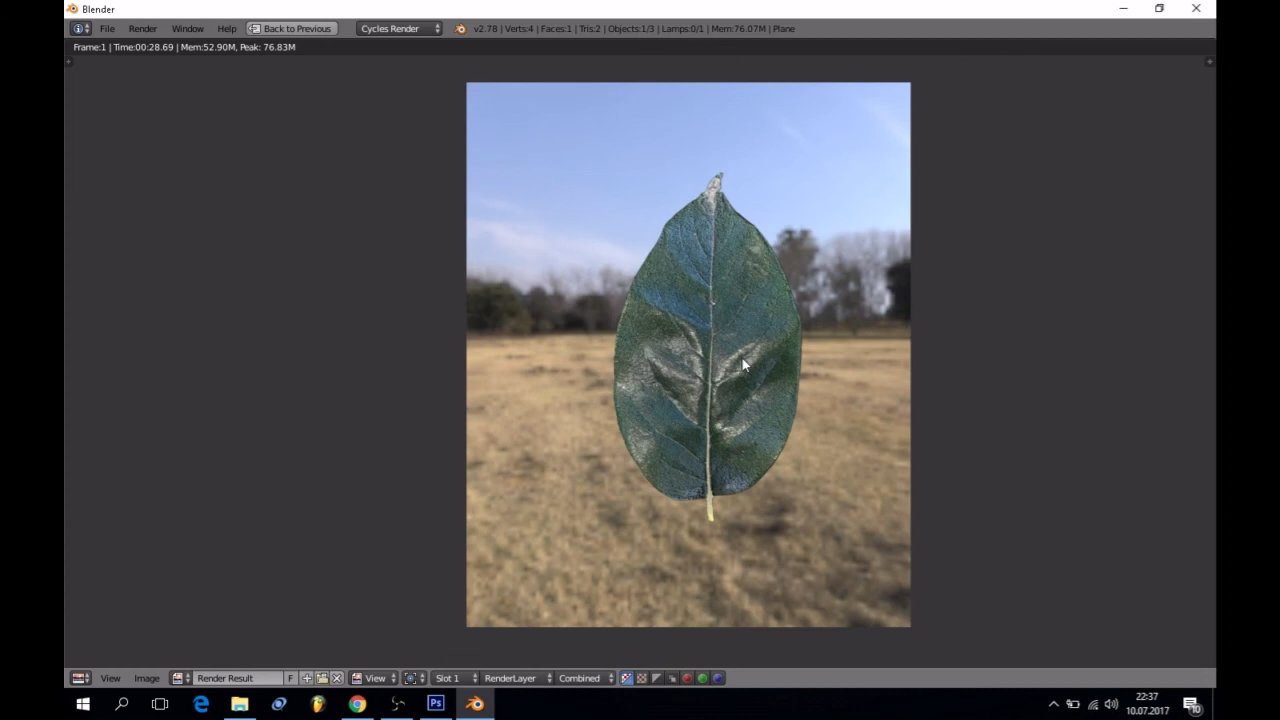 Blender
File Render Window Help Back to Previous Cycles Render v2.78 | Verts:4 | Faces:1 | Tris:2 | Objects:1/3 | Lamps:0/1 | Mem:76.07M | Plane
Frame:1 | Time:00:28.69 | Mem:52.90M, Peak: 76.83M
View Image Render Result F View Slot 1 RenderLayer Combined
Ps 22:37
10.07.2017 10